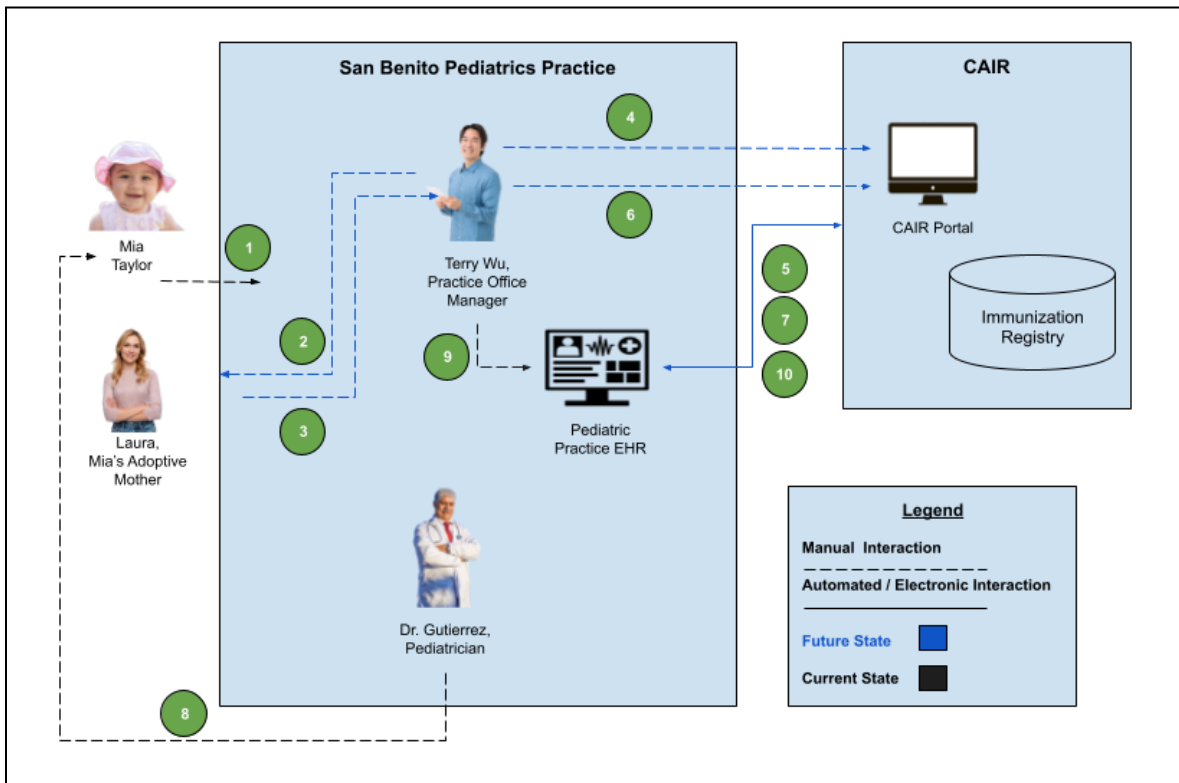 San Benito Pediatrics Practice
CAIR
4
6
CAIR Portal
Mia
Taylor
1
Terry Wu,
Practice Office
Manager
5
7
10
Immunization
Registry
2
9
3
Laura,
Mia's Adoptive
Mother
Pediatric
Practice EHR
Dr. Gutierrez,
Pediatrician
8
Legend
Manual Interaction
Automated / Electronic Interaction
Future State
Current State